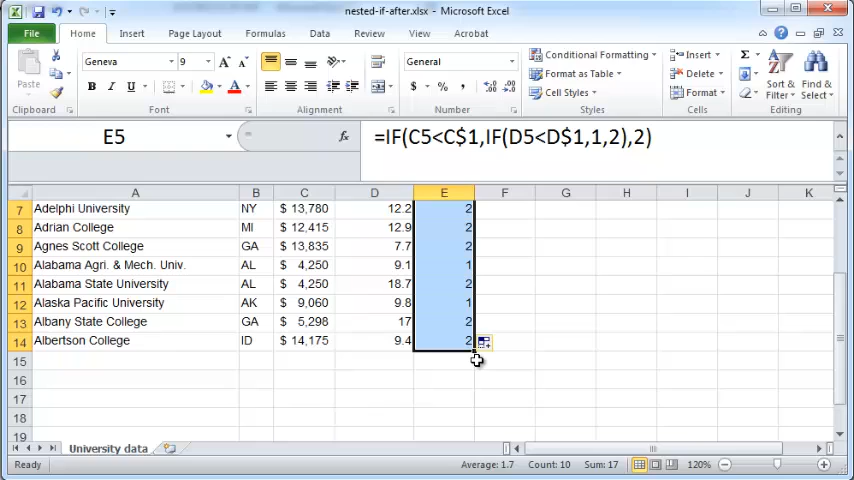 nested-if-after.xlsx - Microsoft Excel
File Home Insert Page Layout Formulas Data Review View Acrobat
Paste
Geneva 9
General
Conditional Formatting
Format as Table
Cell Styles
Insert
Delete
Format
Sort & Filter
Find & Select
B I U
$ % ,
Clipboard Font Alignment Number Styles Cells Editing
E5 = fx =IF(C5<C$1,IF(D5<D$1,1,2),2)
A B C D E F G H I J K
7 Adelphi University NY $ 13,780 12.2 2
8 Adrian College MI $ 12,415 12.9 2
9 Agnes Scott College GA $ 13,835 7.7 2
10 Alabama Agri. & Mech. Univ. AL $ 4,250 9.1 1
11 Alabama State University AL $ 4,250 18.7 2
12 Alaska Pacific University AK $ 9,060 9.8 1
13 Albany State College GA $ 5,298 17 2
14 Albertson College ID $ 14,175 9.4 2
15
16
17
18
19
University data
Ready Average: 1.7 Count: 10 Sum: 17 120%